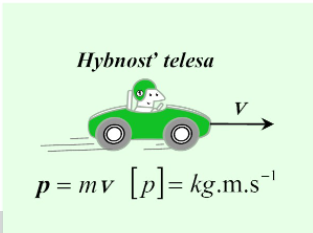 Hybnosť telesa
v
p = mv [p]= kg.m.s⁻¹